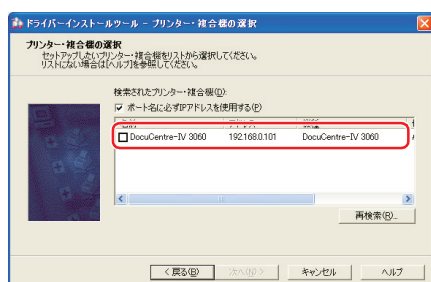 ドライバーインストールツール - プリンター・複合機の選択
プリンター・複合機の選択
セットアップしたいプリンター・複合機をリストから選択してください。
リストにない場合は[ヘルプ]を参照してください。
検索されたプリンター・複合機(D):
ポート名に必ずIPアドレスを使用する(P)
DocuCentre-IV 3060 192.168.0.101 DocuCentre-IV 3060
再検索(R)...
< 戻る(B) 次へ(N) > キャンセル ヘルプ